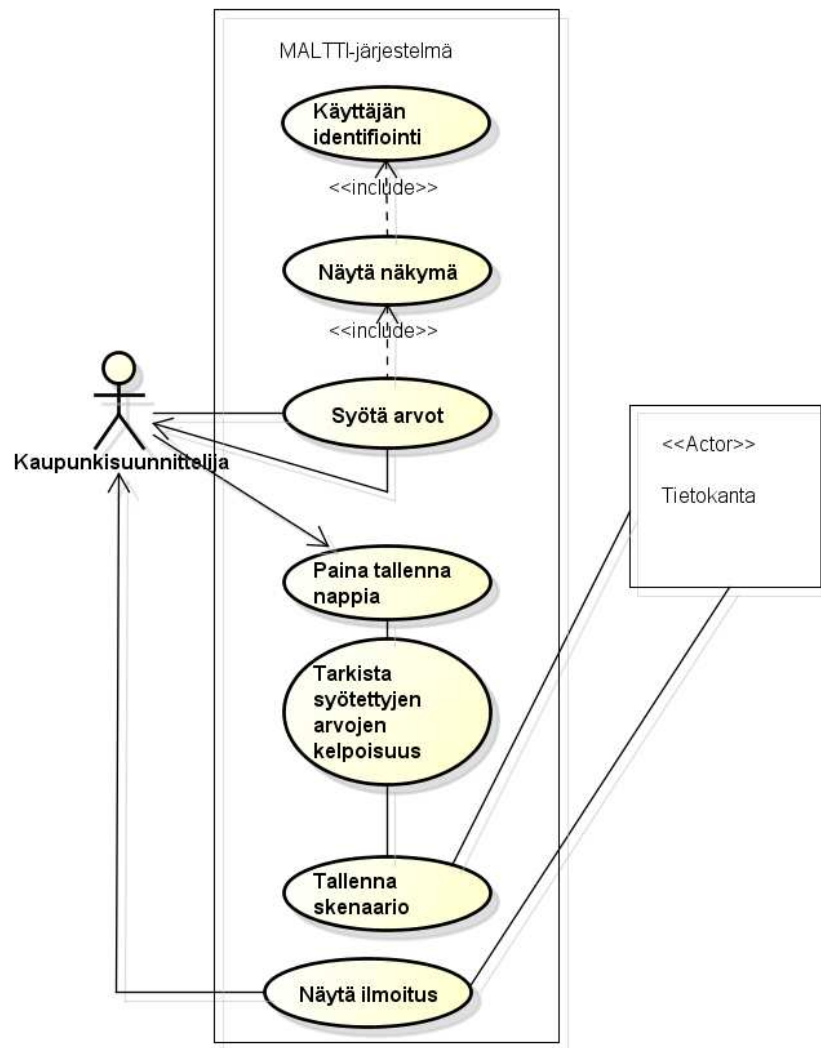 MALTTI-järjestelmä
Käyttäjän
identifiointi
<<include>>
Näytä näkymä
<<include>>
Syötä arvot
Kaupunkisuunnittelija
<<Actor>>
Tietokanta
Paina tallenna
nappia
Tarkista
syötettyjen
arvojen
kelpoisuus
Tallenna
skenaario
Näytä ilmoitus